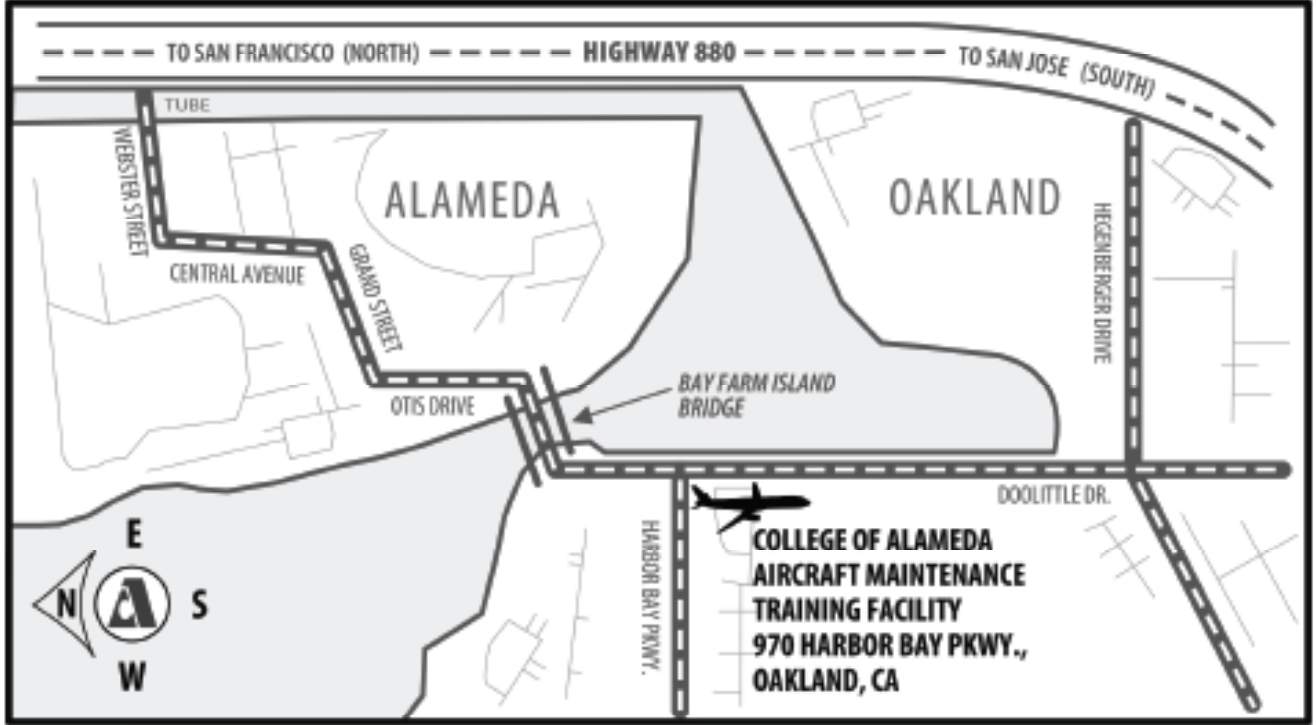 TO SAN FRANCISCO (NORTH)
HIGHWAY 880
TO SAN JOSE (SOUTH)
TUBE
WEBSTER STREET
ALAMEDA
OAKLAND
CENTRAL AVENUE
GRAND STREET
HEGENBERGER DRIVE
OTIS DRIVE
BAY FARM ISLAND
BRIDGE
DOOLITTLE DR.
HARBOR BAY PKWY.
COLLEGE OF ALAMEDA
AIRCRAFT MAINTENANCE
TRAINING FACILITY
970 HARBOR BAY PKWY.,
OAKLAND, CA
E
N
A
S
W